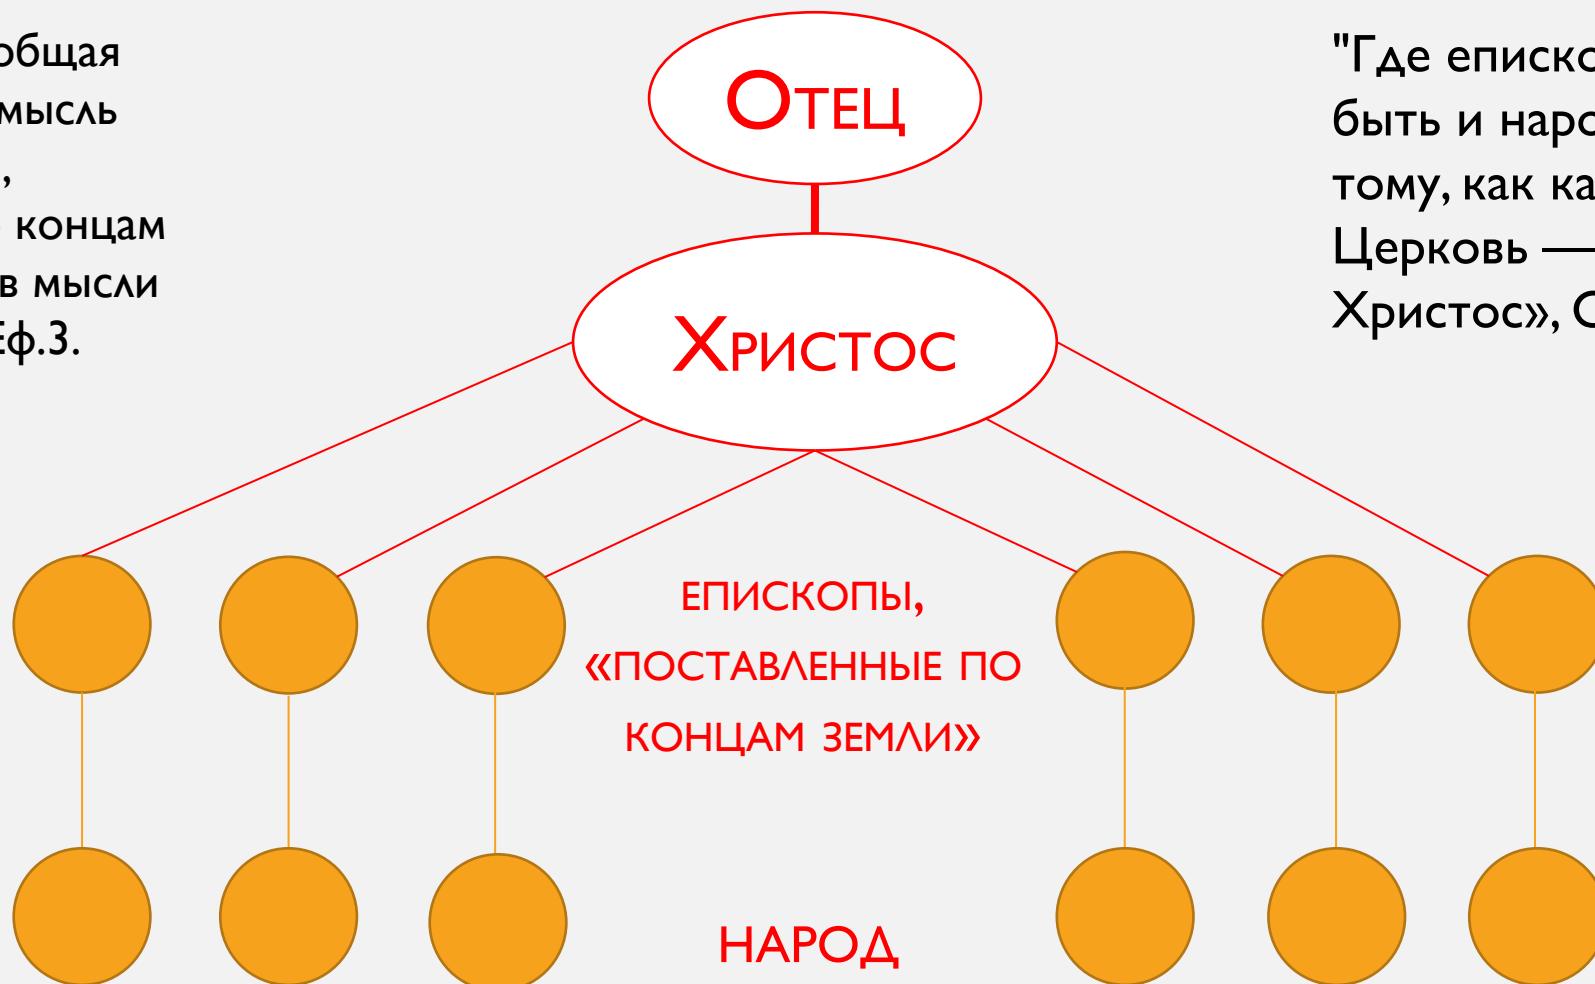 общая
мысль
,
концам
в мысли
Еф.3.
Отец
Христос
"Где еписко
быть и наро
тому, как ка
Церковь —
Христос», С
епископы,
«поставленные по
концам земли»
народ